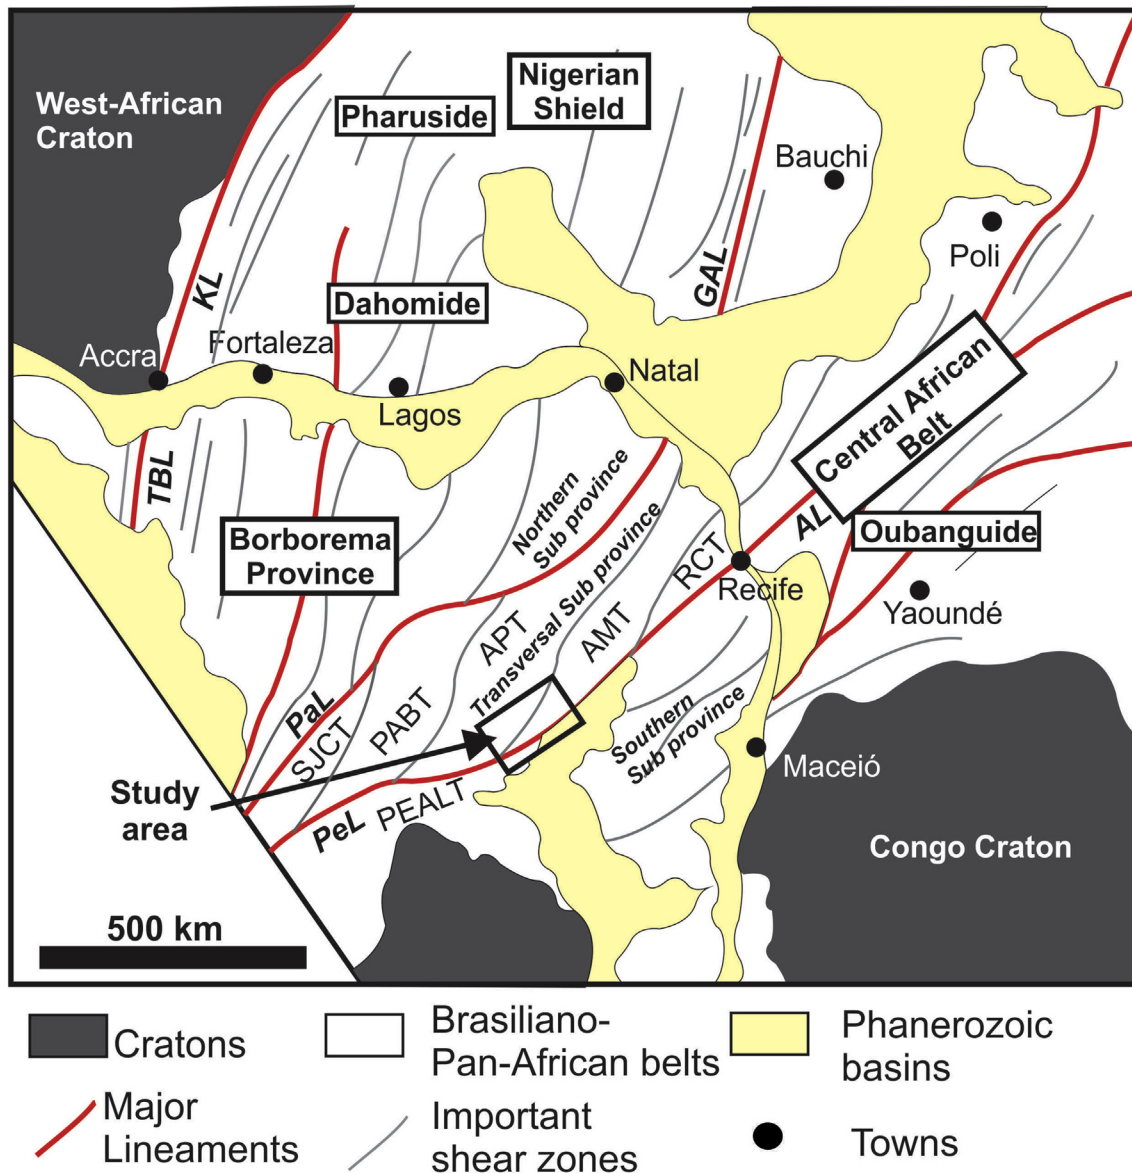 West-African
Craton
Pharuside
Nigerian
Shield
Bauchi
Poli
KL
GAL
Dahomide
Accra
Fortaleza
Lagos
Natal
Central African
Belt
TBL
Borborema
Province
Northern
Sub province
Transversal Sub province
RCT
AL
Oubanguide
Recife
Yaoundé
APT
AMT
PaL
SJCT
PABT
Southern
Sub province
Maceió
Study
area
PeL
PEALT
Congo Craton
500 km
Cratons
Brasiliano-
Pan-African belts
Phanerozoic
basins
Major
Lineaments
Important
shear zones
Towns